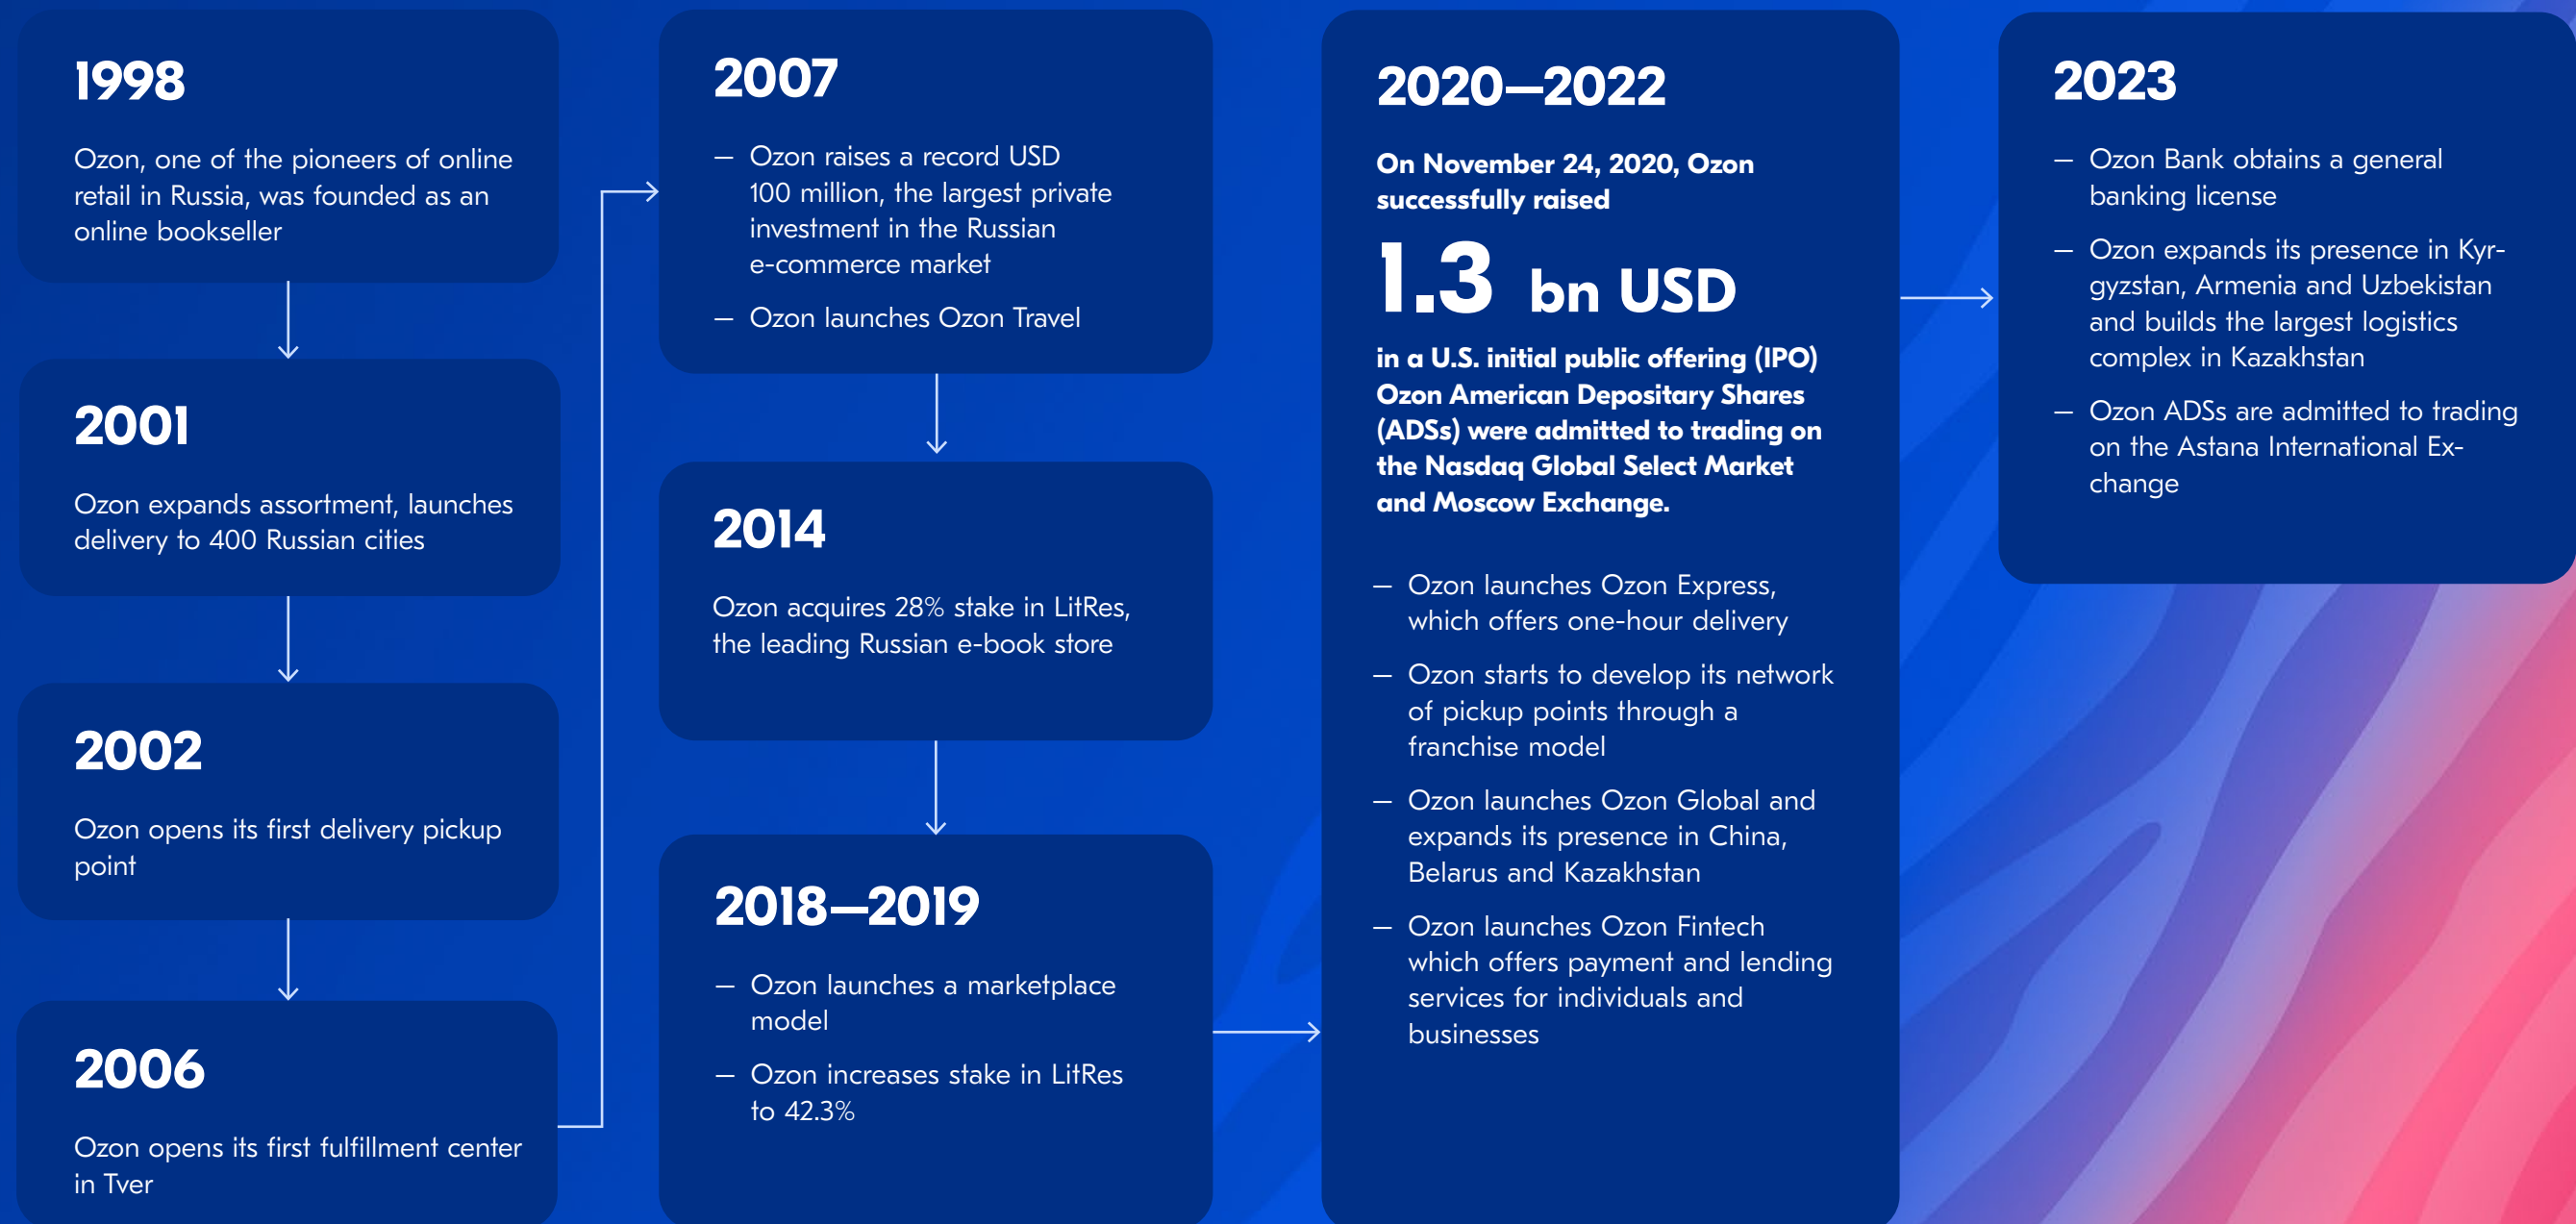 1998
Ozon, one of the pioneers of online
retail in Russia, was founded as an
online bookseller
2001
Ozon expands assortment, launches
delivery to 400 Russian cities
2002
Ozon opens its first delivery pickup
point
2006
Ozon opens its first fulfillment center
in Tver
2007
— Ozon raises a record USD
100 million, the largest private
investment in the Russian
e-commerce market
— Ozon launches Ozon Travel
2014
Ozon acquires 28% stake in LitRes,
the leading Russian e-book store
2018—2019
— Ozon launches a marketplace
model
— Ozon increases stake in LitRes
to 42.3%
2020—2022
On November 24, 2020, Ozon
successfully raised
1.3 bn USD
in a U.S. initial public offering (IPO)
Ozon American Depositary Shares
(ADSs) were admitted to trading on
the Nasdaq Global Select Market
and Moscow Exchange.
— Ozon launches Ozon Express,
which offers one-hour delivery
— Ozon starts to develop its network
of pickup points through a
franchise model
— Ozon launches Ozon Global and
expands its presence in China,
Belarus and Kazakhstan
— Ozon launches Ozon Fintech
which offers payment and lending
services for individuals and
businesses
2023
— Ozon Bank obtains a general
banking license
— Ozon expands its presence in Kyr-
gyzstan, Armenia and Uzbekistan
and builds the largest logistics
complex in Kazakhstan
— Ozon ADSs are admitted to trading
on the Astana International Ex-
change